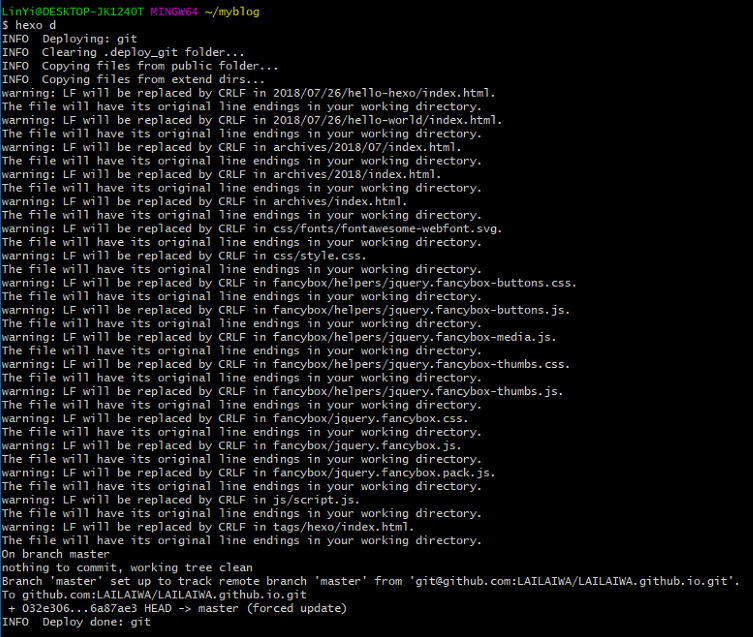 LinYi@DESKTOP-JK124OT MINGW64 ~/myblog
$ hexo d
INFO  Deploying: git
INFO  Clearing .deploy_git folder...
INFO  Copying files from public folder...
INFO  Copying files from extend dirs...
warning: LF will be replaced by CRLF in 2018/07/26/hello-hexo/index.html.
The file will have its original line endings in your working directory.
warning: LF will be replaced by CRLF in 2018/07/26/hello-world/index.html.
The file will have its original line endings in your working directory.
warning: LF will be replaced by CRLF in archives/2018/07/index.html.
The file will have its original line endings in your working directory.
warning: LF will be replaced by CRLF in archives/2018/index.html.
The file will have its original line endings in your working directory.
warning: LF will be replaced by CRLF in archives/index.html.
The file will have its original line endings in your working directory.
warning: LF will be replaced by CRLF in css/fonts/fontawesome-webfont.svg.
The file will have its original line endings in your working directory.
warning: LF will be replaced by CRLF in css/style.css.
The file will have its original line endings in your working directory.
warning: LF will be replaced by CRLF in fancybox/helpers/jquery.fancybox-buttons.css.
The file will have its original line endings in your working directory.
warning: LF will be replaced by CRLF in fancybox/helpers/jquery.fancybox-buttons.js.
The file will have its original line endings in your working directory.
warning: LF will be replaced by CRLF in fancybox/helpers/jquery.fancybox-media.js.
The file will have its original line endings in your working directory.
warning: LF will be replaced by CRLF in fancybox/helpers/jquery.fancybox-thumbs.css.
The file will have its original line endings in your working directory.
warning: LF will be replaced by CRLF in fancybox/helpers/jquery.fancybox-thumbs.js.
The file will have its original line endings in your working directory.
warning: LF will be replaced by CRLF in fancybox/jquery.fancybox.css.
The file will have its original line endings in your working directory.
warning: LF will be replaced by CRLF in fancybox/jquery.fancybox.js.
The file will have its original line endings in your working directory.
warning: LF will be replaced by CRLF in fancybox/jquery.fancybox.pack.js.
The file will have its original line endings in your working directory.
warning: LF will be replaced by CRLF in js/script.js.
The file will have its original line endings in your working directory.
warning: LF will be replaced by CRLF in tags/hexo/index.html.
The file will have its original line endings in your working directory.
On branch master
nothing to commit, working tree clean
Branch 'master' set up to track remote branch 'master' from 'git@github.com:LAILAIWA/LAILAIWA.github.io.git'.
To github.com:LAILAIWA/LAILAIWA.github.io.git
 + 032e306...6a87ae3 HEAD -> master (forced update)
INFO  Deploy done: git